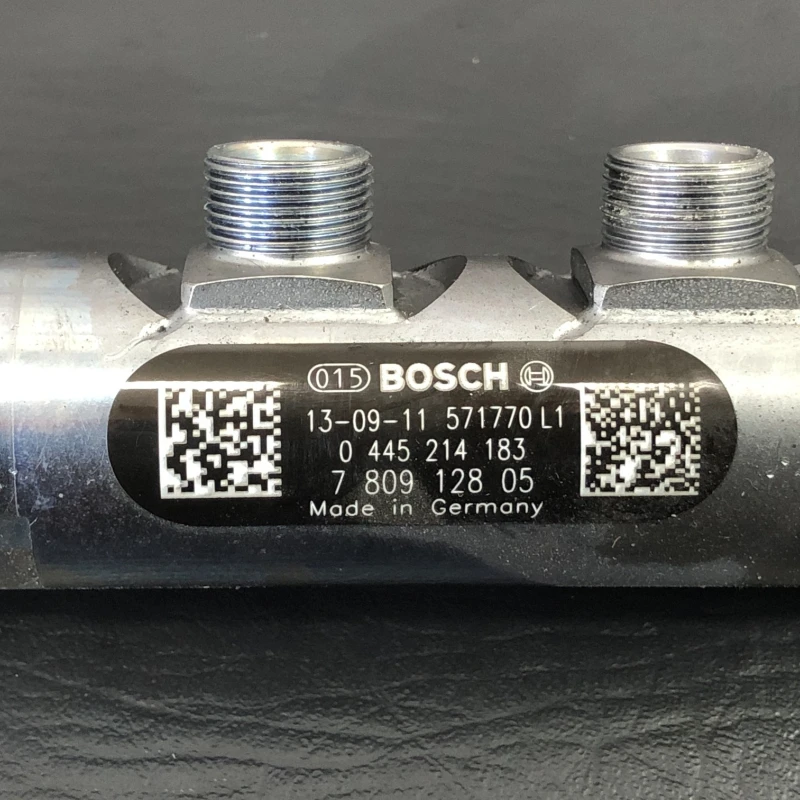 015 BOSCH
13-09-11 571770 L1
0 445 214 183
7 809 128 05
Made in Germany